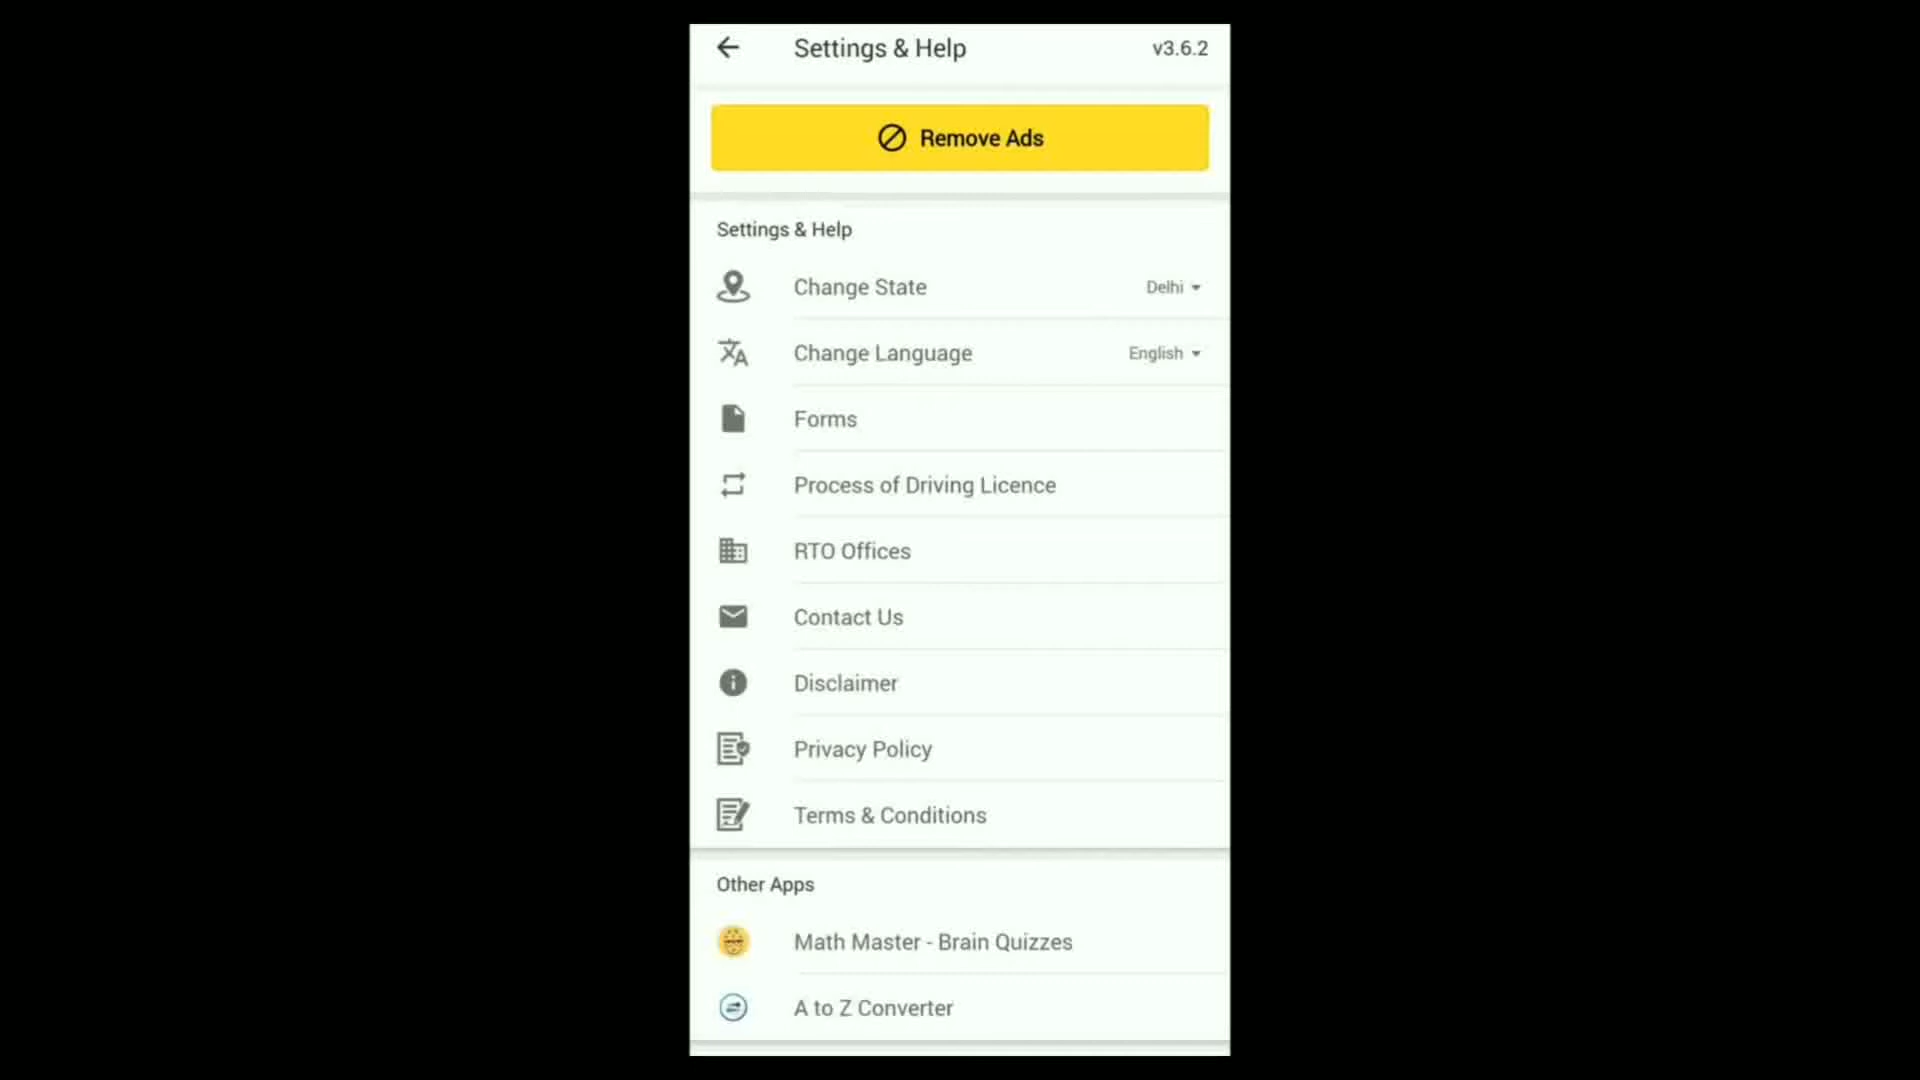 Settings & Help v3.6.2
Remove Ads
Settings & Help
Change State Delhi
Change Language English
Forms
Process of Driving Licence
RTO Offices
Contact Us
Disclaimer
Privacy Policy
Terms & Conditions
Other Apps
Math Master - Brain Quizzes
A to Z Converter